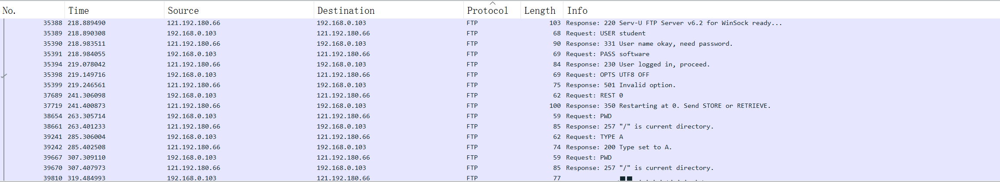 No. Time Source Destination Protocol Length Info
35388 218.889490 121.192.180.66 192.168.0.103 FTP 103 Response: 220 Serv-U FTP Server v6.2 for WinSock ready...
35389 218.890308 192.168.0.103 121.192.180.66 FTP 68 Request: USER student
35390 218.983511 121.192.180.66 192.168.0.103 FTP 90 Response: 331 User name okay, need password.
35391 218.984055 192.168.0.103 121.192.180.66 FTP 69 Request: PASS software
35394 219.078042 121.192.180.66 192.168.0.103 FTP 84 Response: 230 User logged in, proceed.
35398 219.149716 192.168.0.103 121.192.180.66 FTP 69 Request: OPTS UTF8 OFF
35399 219.246561 121.192.180.66 192.168.0.103 FTP 75 Response: 501 Invalid option.
37689 241.306098 192.168.0.103 121.192.180.66 FTP 62 Request: REST 0
37719 241.400873 121.192.180.66 192.168.0.103 FTP 100 Response: 350 Restarting at 0. Send STORE or RETRIEVE.
38654 263.305714 192.168.0.103 121.192.180.66 FTP 59 Request: PWD
38661 263.401233 121.192.180.66 192.168.0.103 FTP 85 Response: 257 "/" is current directory.
39241 285.306004 192.168.0.103 121.192.180.66 FTP 62 Request: TYPE A
39242 285.402508 121.192.180.66 192.168.0.103 FTP 74 Response: 200 Type set to A.
39667 307.309110 192.168.0.103 121.192.180.66 FTP 59 Request: PWD
39670 307.407973 121.192.180.66 192.168.0.103 FTP 85 Response: 257 "/" is current directory.
39810 319.484993 192.168.0.103 121.192.180.66 FTP 77